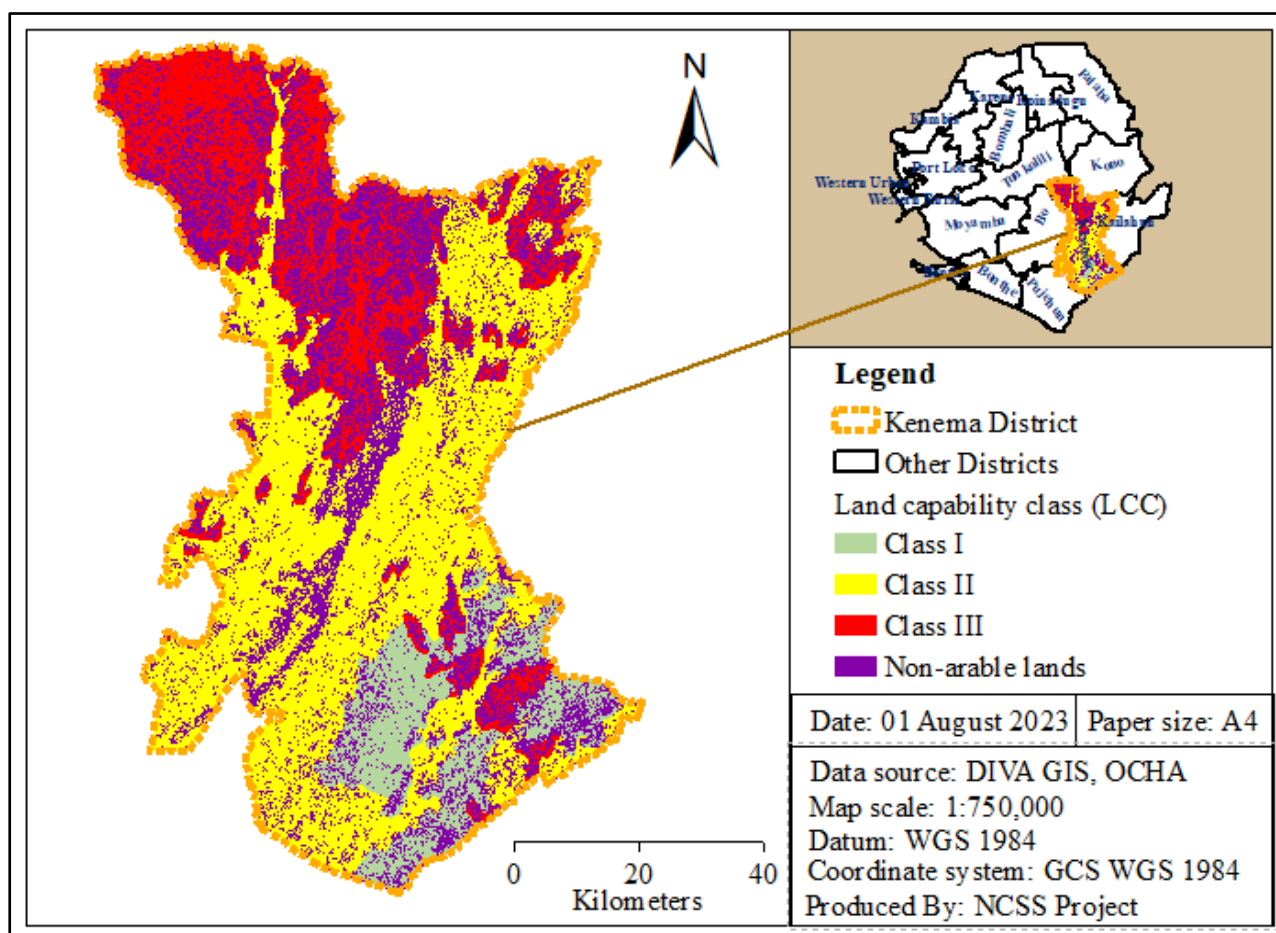 N
Falaba
Karene
Koinadugu
Kambia
Bombali
Port Loko
Tonkolili
Kono
Western Urban
Western Rural
Moyamba
Bo
Kailahun
Bonthe
Pujehun
Legend
Kenema District
Other Districts
Land capability class (LCC)
Class I
Class II
Class III
Non-arable lands
0 20 40
Kilometers
Date: 01 August 2023
Paper size: A4
Data source: DIVA GIS, OCHA
Map scale: 1:750,000
Datum: WGS 1984
Coordinate system: GCS WGS 1984
Produced By: NCSS Project